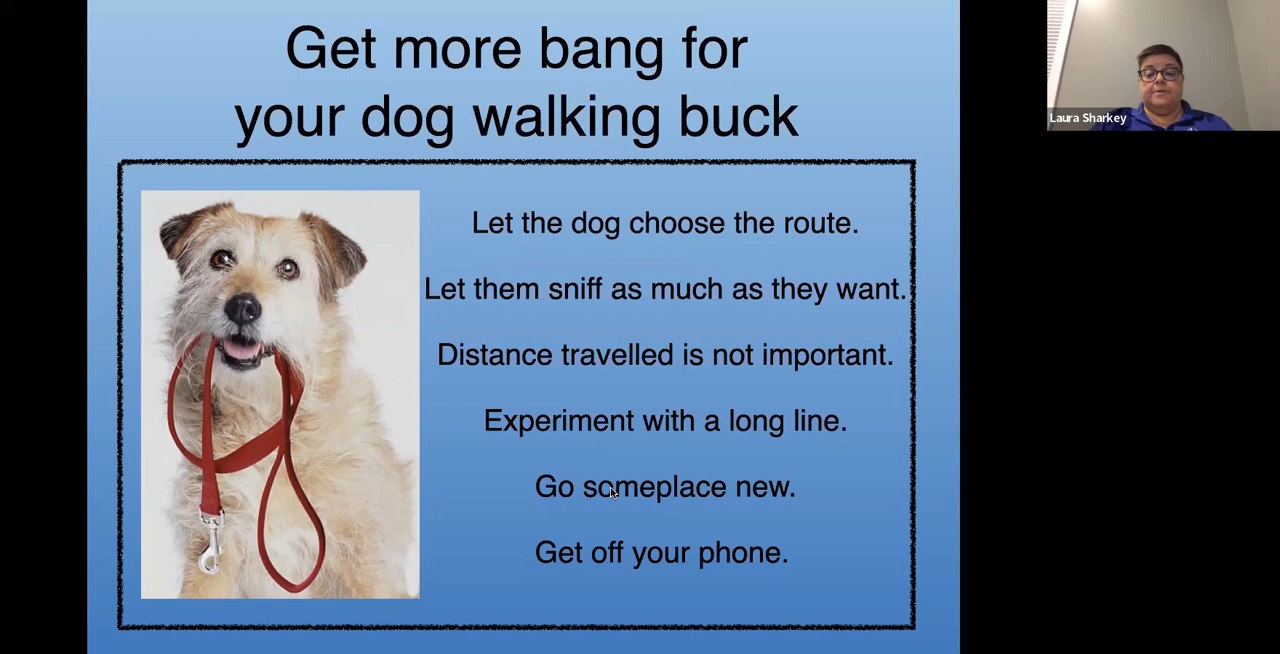 Get more bang for
your dog walking buck
Let the dog choose the route.
Let them sniff as much as they want.
Distance travelled is not important.
Experiment with a long line.
Go someplace new.
Get off your phone.
Laura Sharkey